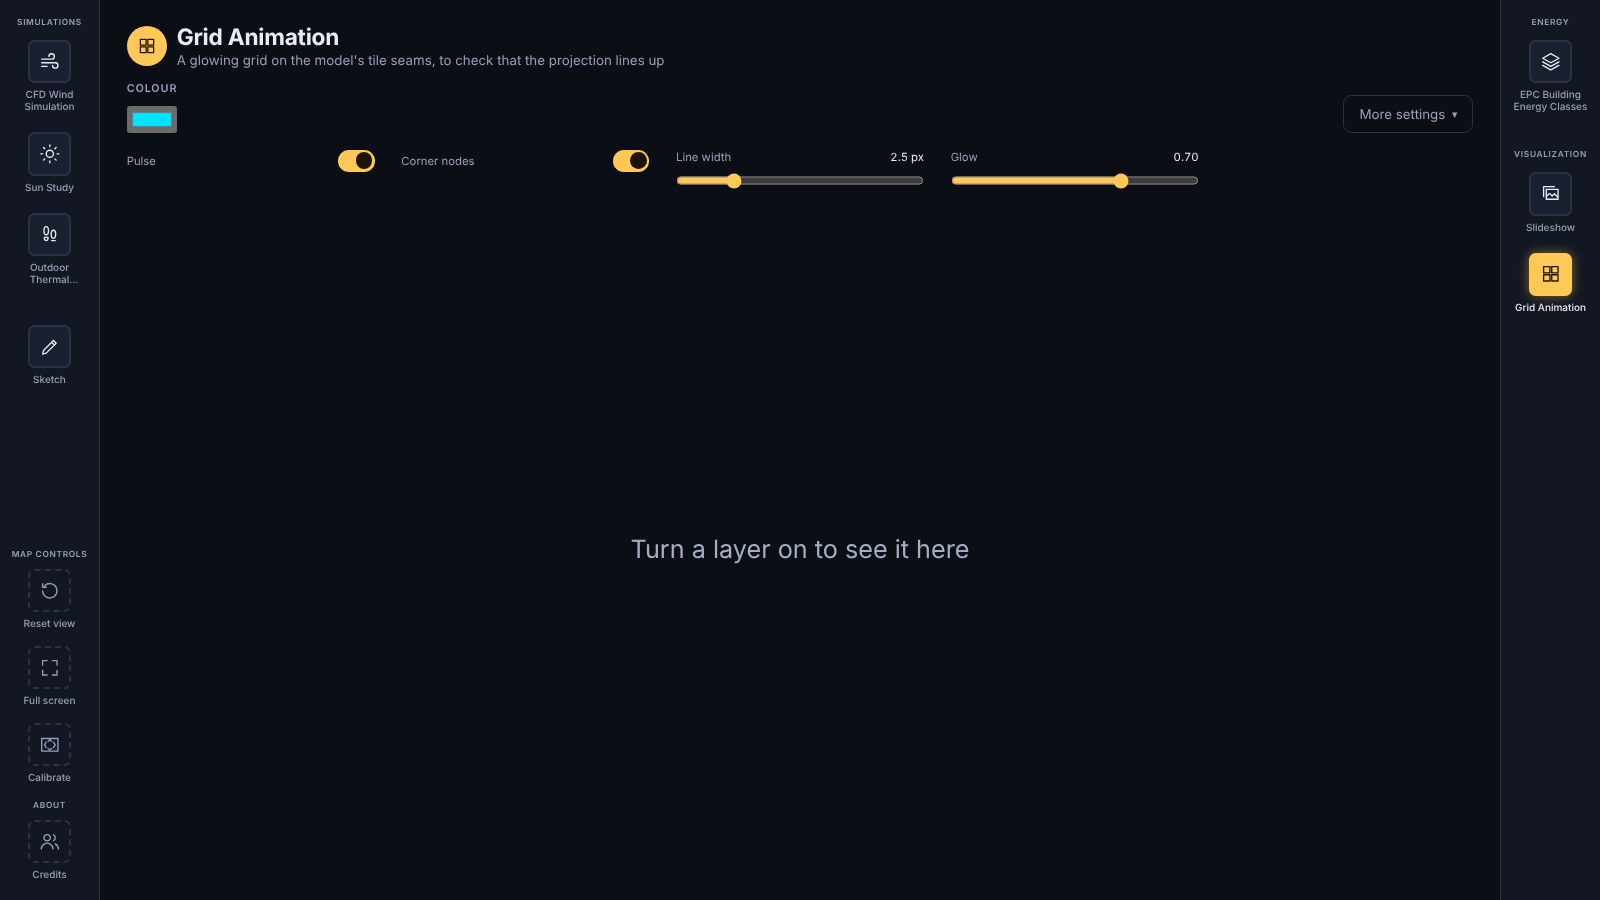 SIMULATIONS
CFD Wind
Simulation
Sun Study
Outdoor
Thermal...
Sketch
MAP CONTROLS
Reset view
Full screen
Calibrate
ABOUT
Credits
Grid Animation
A glowing grid on the model's tile seams, to check that the projection lines up
COLOUR
More settings ▾
Pulse
Corner nodes
Line width 2.5 px
Glow 0.70
Turn a layer on to see it here
ENERGY
EPC Building
Energy Classes
VISUALIZATION
Slideshow
Grid Animation